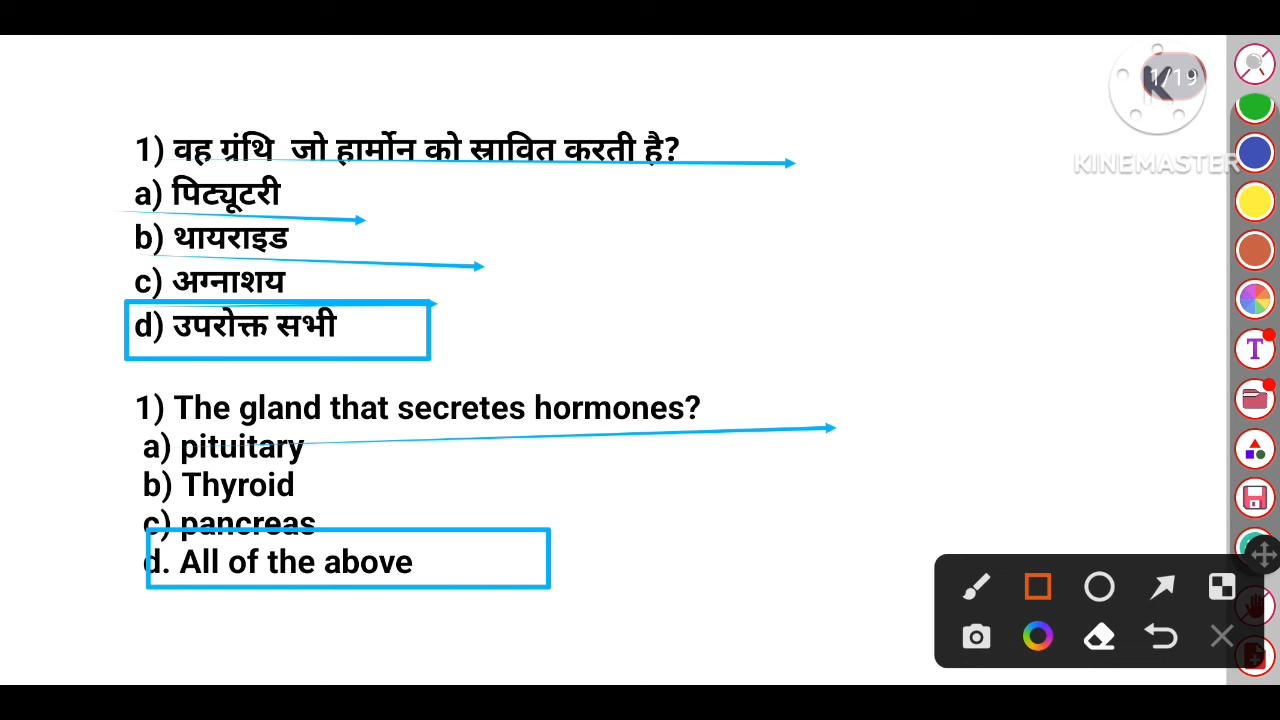 1/19
KINEMASTER
1) वह ग्रंथि जो हार्मोन को स्रावित करती है?
a) पिट्यूटरी
b) थायराइड
c) अग्नाशय
d) उपरोक्त सभी
1) The gland that secretes hormones?
a) pituitary
b) Thyroid
c) pancreas
d. All of the above
T